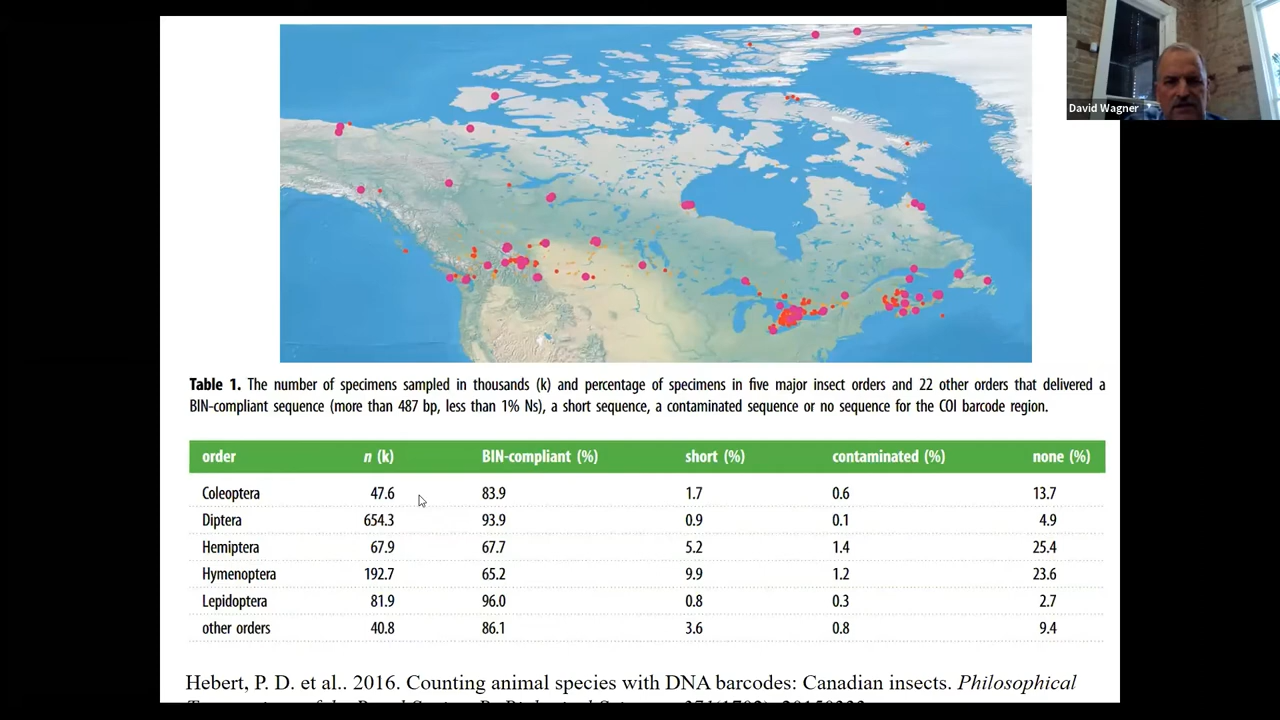 David Wagner
Table 1. The number of specimens sampled in thousands (k) and percentage of specimens in five major insect orders and 22 other orders that delivered a
BIN-compliant sequence (more than 487 bp, less than 1% Ns), a short sequence, a contaminated sequence or no sequence for the COI barcode region.
order n (k) BIN-compliant (%) short (%) contaminated (%) none (%)
Coleoptera 47.6 83.9 1.7 0.6 13.7
Diptera 654.3 93.9 0.9 0.1 4.9
Hemiptera 67.9 67.7 5.2 1.4 25.4
Hymenoptera 192.7 65.2 9.9 1.2 23.6
Lepidoptera 81.9 96.0 0.8 0.3 2.7
other orders 40.8 86.1 3.6 0.8 9.4
Hebert, P. D. et al.. 2016. Counting animal species with DNA barcodes: Canadian insects. Philosophical